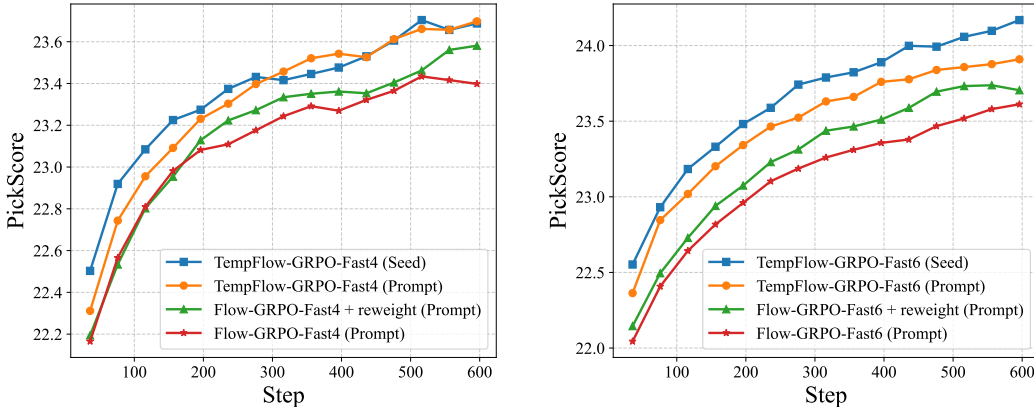 PickScore
23.6
23.4
23.2
23.0
22.8
22.6
22.4
22.2
100 200 300 400 500 600
Step
TempFlow-GRPO-Fast4 (Seed)
TempFlow-GRPO-Fast4 (Prompt)
Flow-GRPO-Fast4 + reweight (Prompt)
Flow-GRPO-Fast4 (Prompt)
PickScore
24.0
23.5
23.0
22.5
22.0
100 200 300 400 500 600
Step
TempFlow-GRPO-Fast6 (Seed)
TempFlow-GRPO-Fast6 (Prompt)
Flow-GRPO-Fast6 + reweight (Prompt)
Flow-GRPO-Fast6 (Prompt)